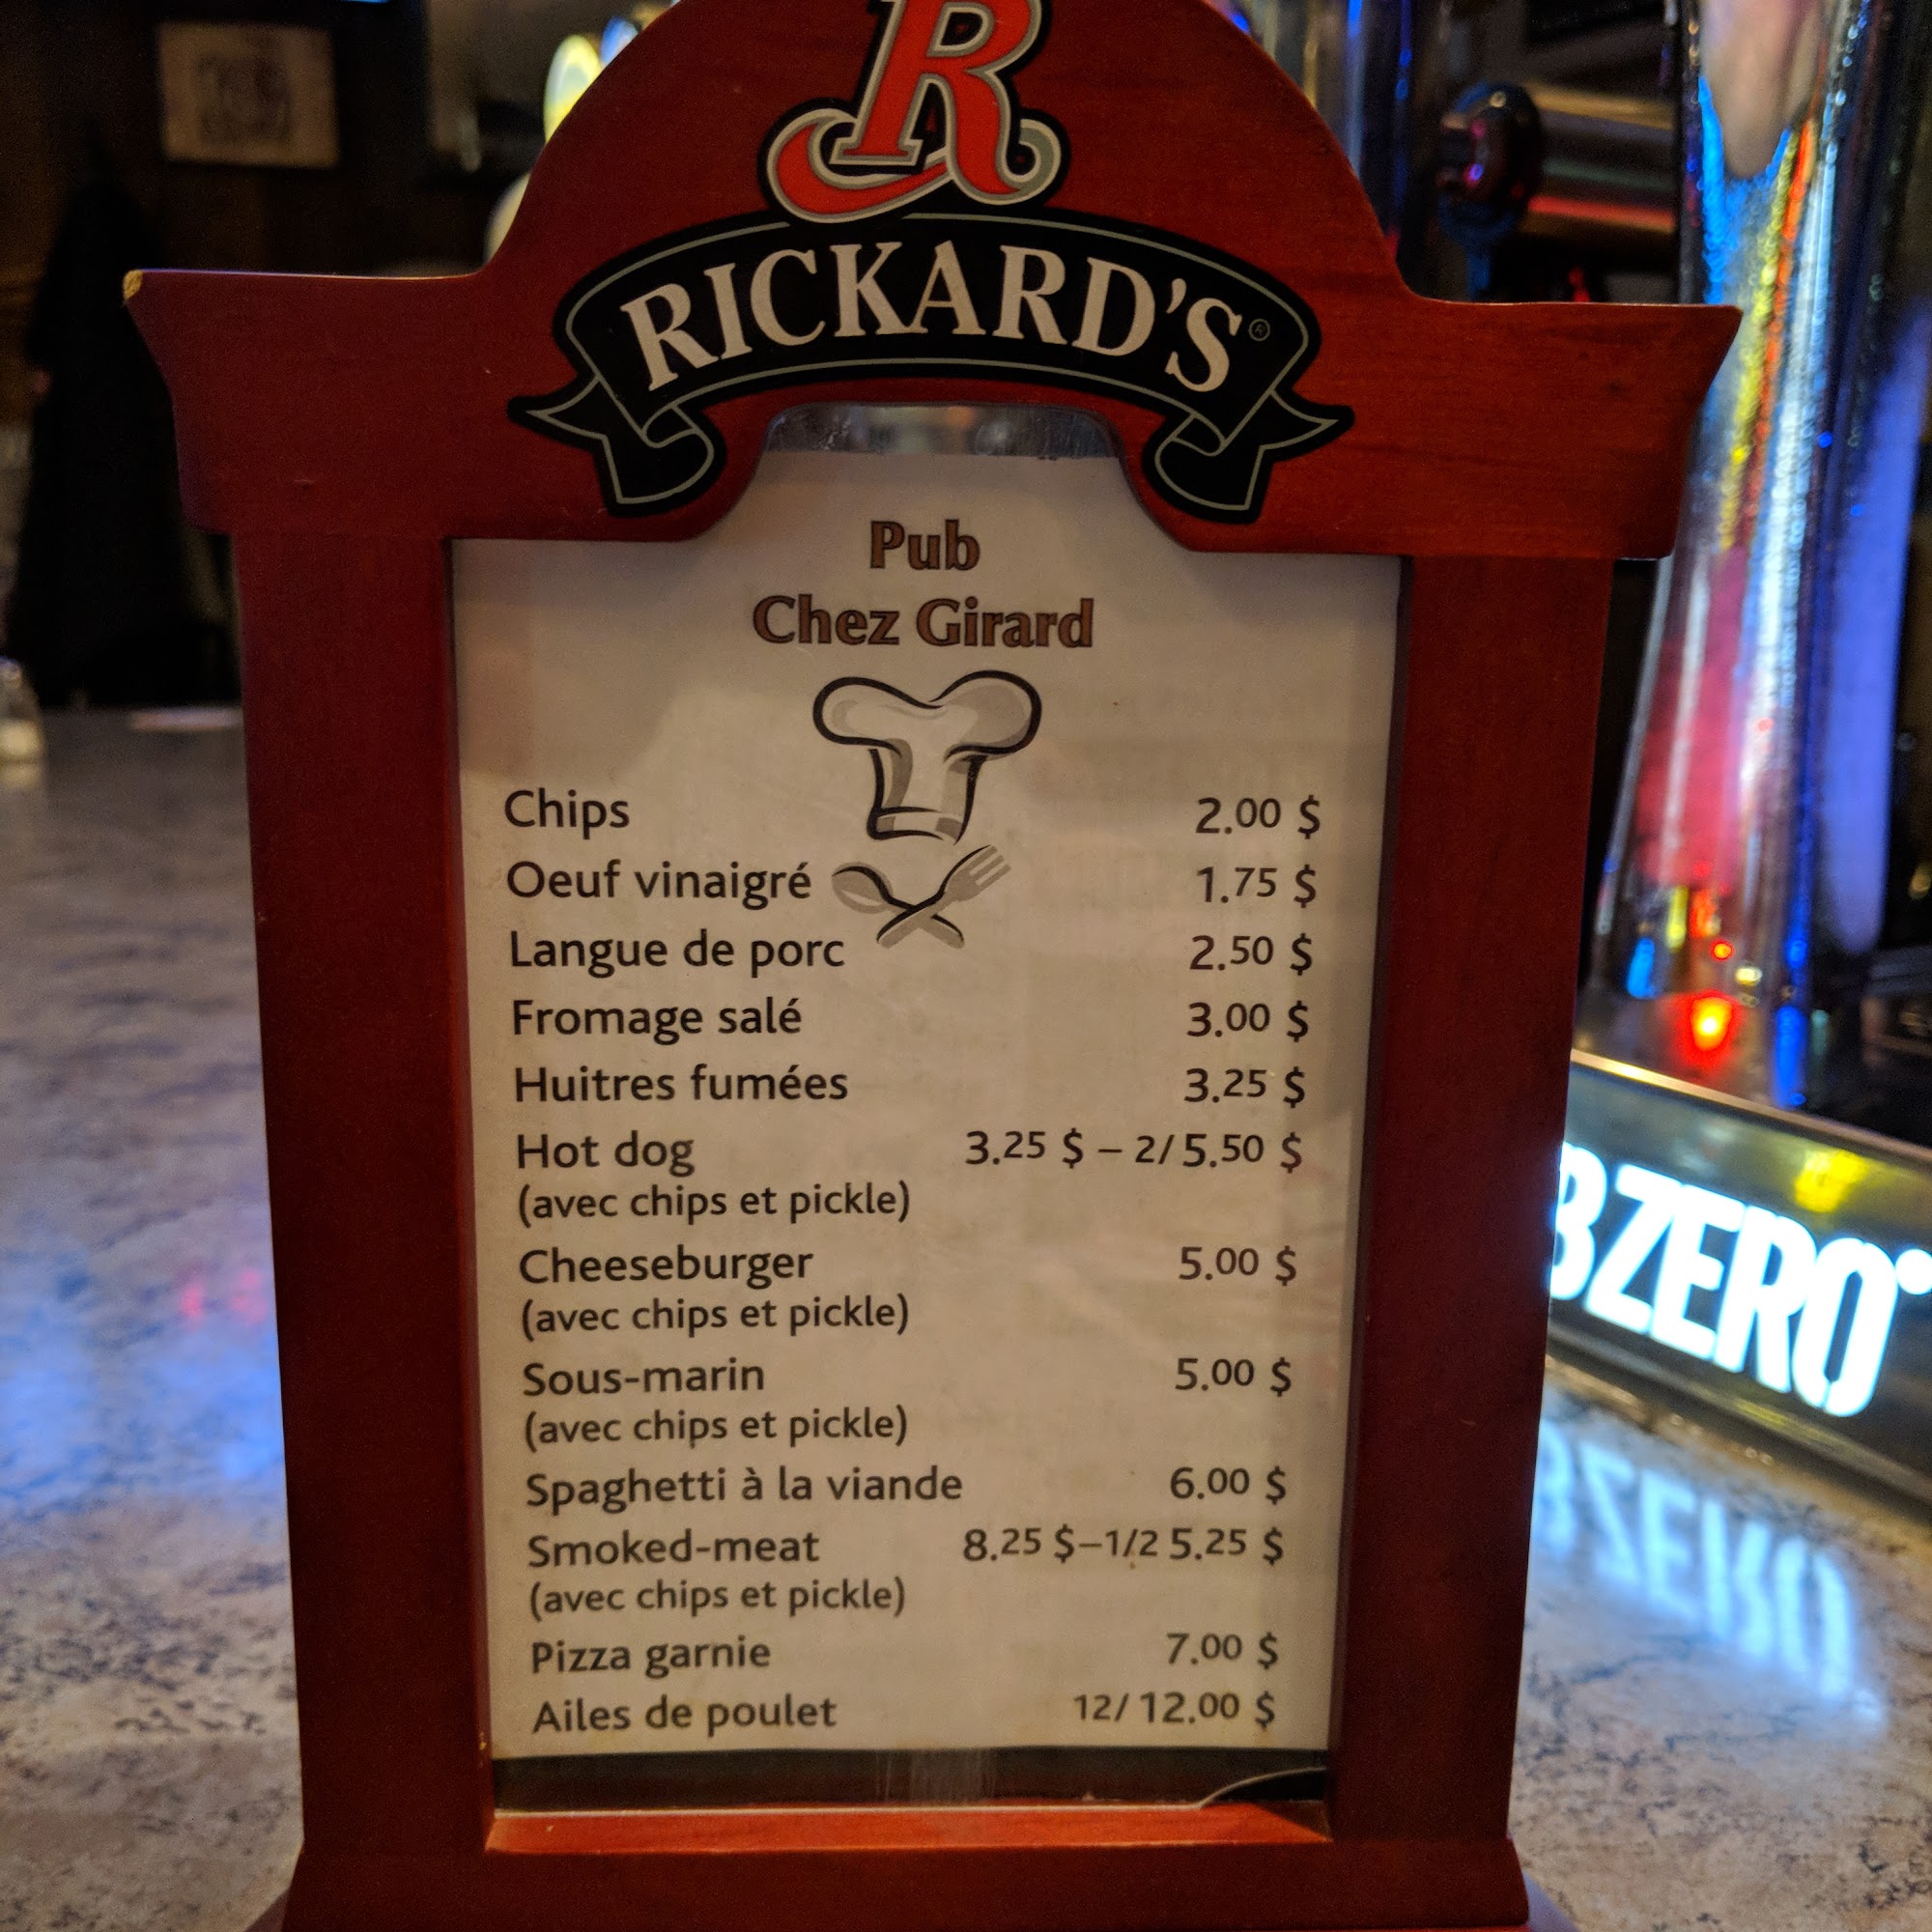 R
RICKARD'S®
Pub
Chez Girard
Chips 2.00 $
Oeuf vinaigré 1.75 $
Langue de porc 2.50 $
Fromage salé 3.00 $
Huitres fumées 3.25 $
Hot dog 3.25 $ – 2/ 5.50 $
(avec chips et pickle)
Cheeseburger 5.00 $
(avec chips et pickle)
Sous-marin 5.00 $
(avec chips et pickle)
Spaghetti à la viande 6.00 $
Smoked-meat 8.25 $–1/2 5.25 $
(avec chips et pickle)
Pizza garnie 7.00 $
Ailes de poulet 12/ 12.00 $
BZERO°